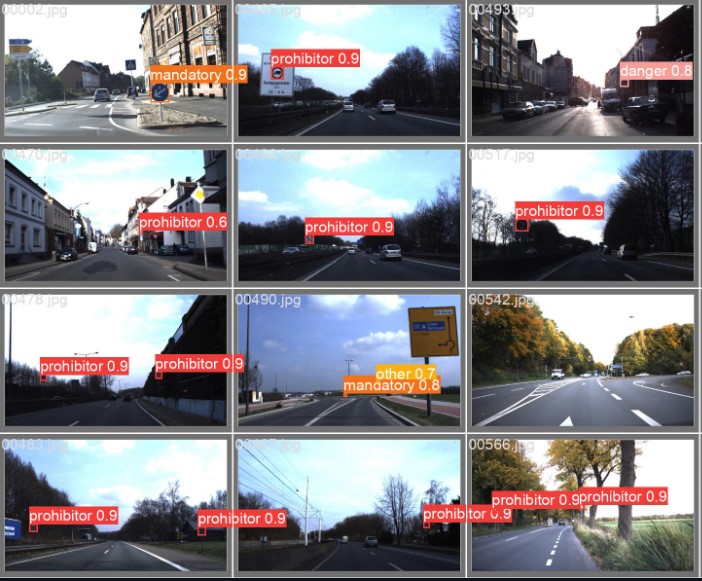 00002.jpg
mandatory 0.9
prohibitor 0.9
00493.
danger 0.8
00470.jpg
prohibitor 0.6
prohibitor 0.9
00517.jpg
prohibitor 0.9
00478.jpg
prohibitor 0.9
prohibitor 0.9
00490.jpg
other 0.7
mandatory 0.8
00542.jpg
00483.jpg
prohibitor 0.9
prohibitor 0.9
prohibitor 0.9
00566.jpg
prohibitor 0.9
prohibitor 0.9